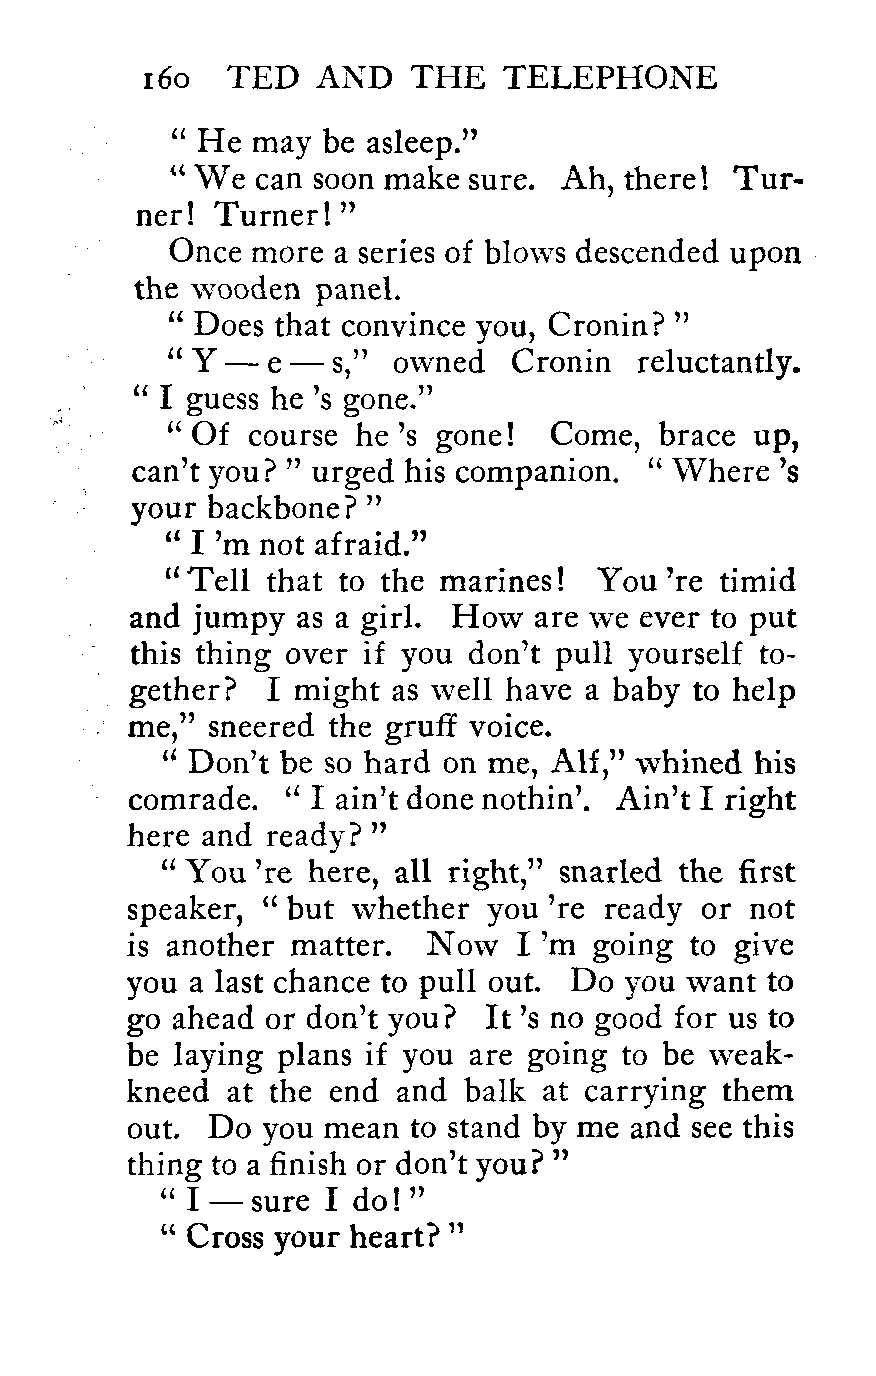 160 TED AND THE TELEPHONE
“ He may be asleep.”
“ We can soon make sure. Ah, there! Tur-
ner! Turner! ”
Once more a series of blows descended upon
the wooden panel.
“ Does that convince you, Cronin? ”
“ Y — e — s,” owned Cronin reluctantly.
“ I guess he 's gone.”
“ Of course he 's gone! Come, brace up,
can't you? ” urged his companion. “ Where 's
your backbone? ”
“ I 'm not afraid.”
“ Tell that to the marines! You 're timid
and jumpy as a girl. How are we ever to put
this thing over if you don't pull yourself to-
gether? I might as well have a baby to help
me,” sneered the gruff voice.
“ Don't be so hard on me, Alf,” whined his
comrade. “ I ain't done nothin'. Ain't I right
here and ready? ”
“ You 're here, all right,” snarled the first
speaker, “ but whether you 're ready or not
is another matter. Now I 'm going to give
you a last chance to pull out. Do you want to
go ahead or don't you? It 's no good for us to
be laying plans if you are going to be weak-
kneed at the end and balk at carrying them
out. Do you mean to stand by me and see this
thing to a finish or don't you? ”
“ I — sure I do! ”
“ Cross your heart? ”